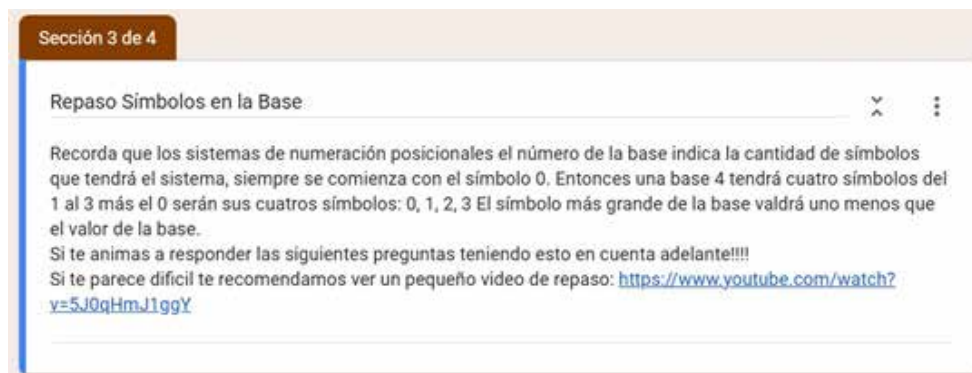 Sección 3 de 4
Repaso Símbolos en la Base
Recorda que los sistemas de numeración posicionales el número de la base indica la cantidad de símbolos
que tendrá el sistema, siempre se comienza con el símbolo 0. Entonces una base 4 tendrá cuatro símbolos del
1 al 3 más el 0 serán sus cuatros símbolos: 0, 1, 2, 3 El símbolo más grande de la base valdrá uno menos que
el valor de la base.
Si te animas a responder las siguientes preguntas teniendo esto en cuenta adelante!!!!
Si te parece dificil te recomendamos ver un pequeño video de repaso: https://www.youtube.com/watch?
v=5J0qHmJ1ggY